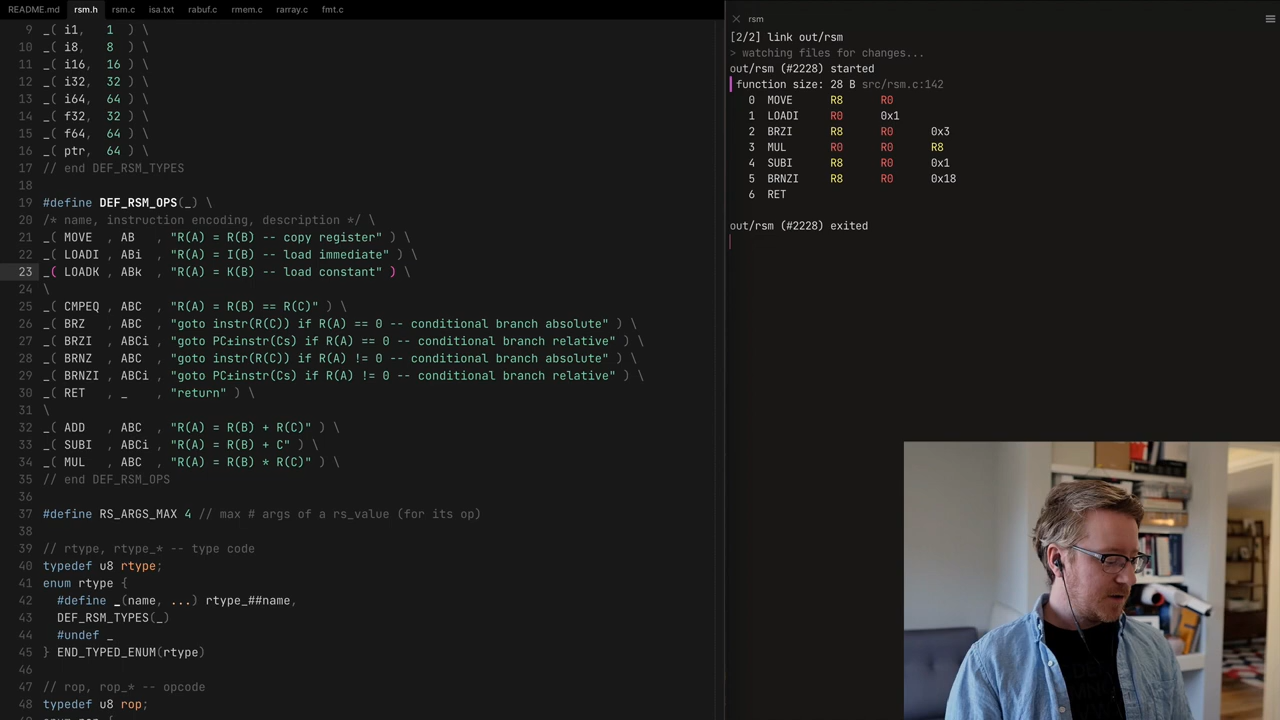 README.md rsm.h rsm.c isa.txt rabuf.c rmem.c rarray.c fmt.c
9 _( i1, 1 ) \
10 _( i8, 8 ) \
11 _( i16, 16 ) \
12 _( i32, 32 ) \
13 _( i64, 64 ) \
14 _( f32, 32 ) \
15 _( f64, 64 ) \
16 _( ptr, 64 ) \
17 // end DEF_RSM_TYPES
18
19 #define DEF_RSM_OPS(_) \
20 /* name, instruction encoding, description */ \
21 _( MOVE , AB , "R(A) = R(B) -- copy register" ) \
22 _( LOADI , ABi , "R(A) = I(B) -- load immediate" ) \
23 _( LOADK , ABk , "R(A) = K(B) -- load constant" ) \
24 \
25 _( CMPEQ , ABC , "R(A) = R(B) == R(C)" ) \
26 _( BRZ , ABC , "goto instr(R(C)) if R(A) == 0 -- conditional branch absolute" ) \
27 _( BRZI , ABCi , "goto PC±instr(Cs) if R(A) == 0 -- conditional branch relative" ) \
28 _( BRNZ , ABC , "goto instr(R(C)) if R(A) != 0 -- conditional branch absolute" ) \
29 _( BRNZI , ABCi , "goto PC±instr(Cs) if R(A) != 0 -- conditional branch relative" ) \
30 _( RET , _ , "return" ) \
31 \
32 _( ADD , ABC , "R(A) = R(B) + R(C)" ) \
33 _( SUBI , ABCi , "R(A) = R(B) + C" ) \
34 _( MUL , ABC , "R(A) = R(B) * R(C)" ) \
35 // end DEF_RSM_OPS
36
37 #define RS_ARGS_MAX 4 // max # args of a rs_value (for its op)
38
39 // rtype, rtype_* -- type code
40 typedef u8 rtype;
41 enum rtype {
42 #define _(name, ...) rtype_##name,
43 DEF_RSM_TYPES(_)
44 #undef _
45 } END_TYPED_ENUM(rtype)
46
47 // rop, rop_* -- opcode
48 typedef u8 rop;
rsm
[2/2] link out/rsm
> watching files for changes...
out/rsm (#2228) started
function size: 28 B src/rsm.c:142
0 MOVE R8 R0
1 LOADI R0 0x1
2 BRZI R8 R0 0x3
3 MUL R0 R0 R8
4 SUBI R8 R0 0x1
5 BRNZI R8 R0 0x18
6 RET
out/rsm (#2228) exited